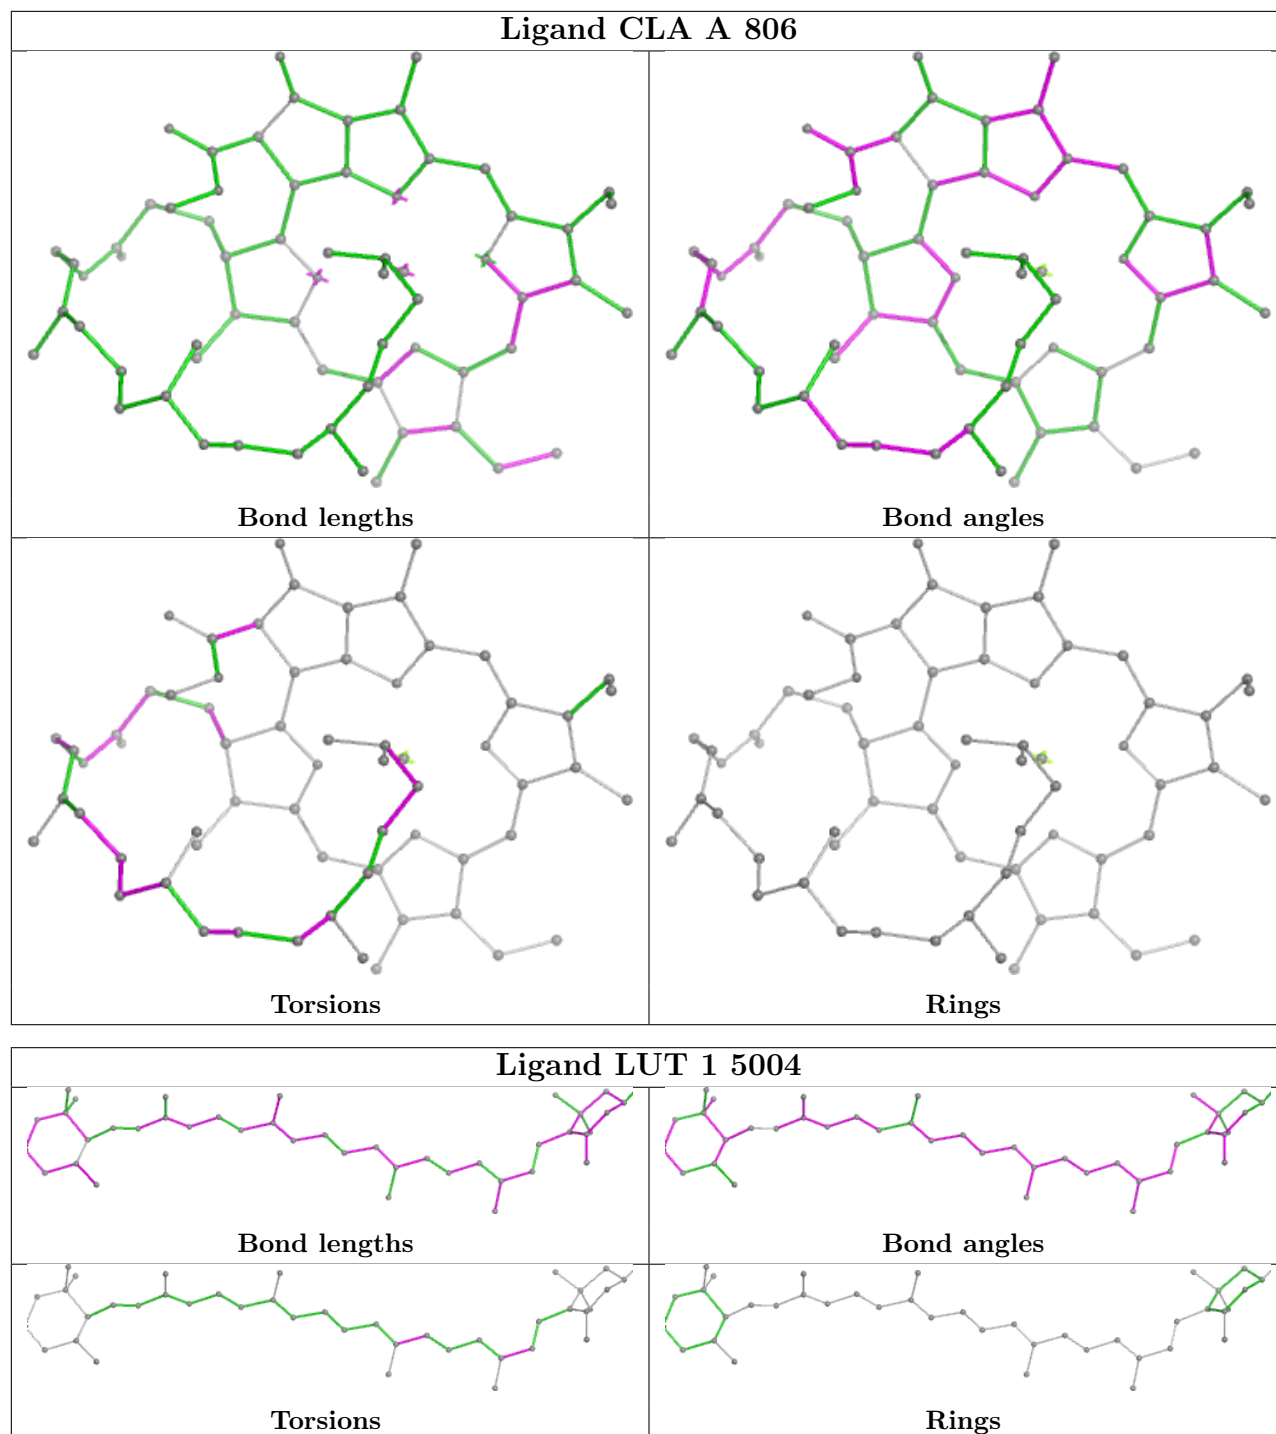 Ligand CLA A 806
Bond lengths
Bond angles
Torsions
Rings
Ligand LUT 1 5004
Bond lengths
Bond angles
Torsions
Rings